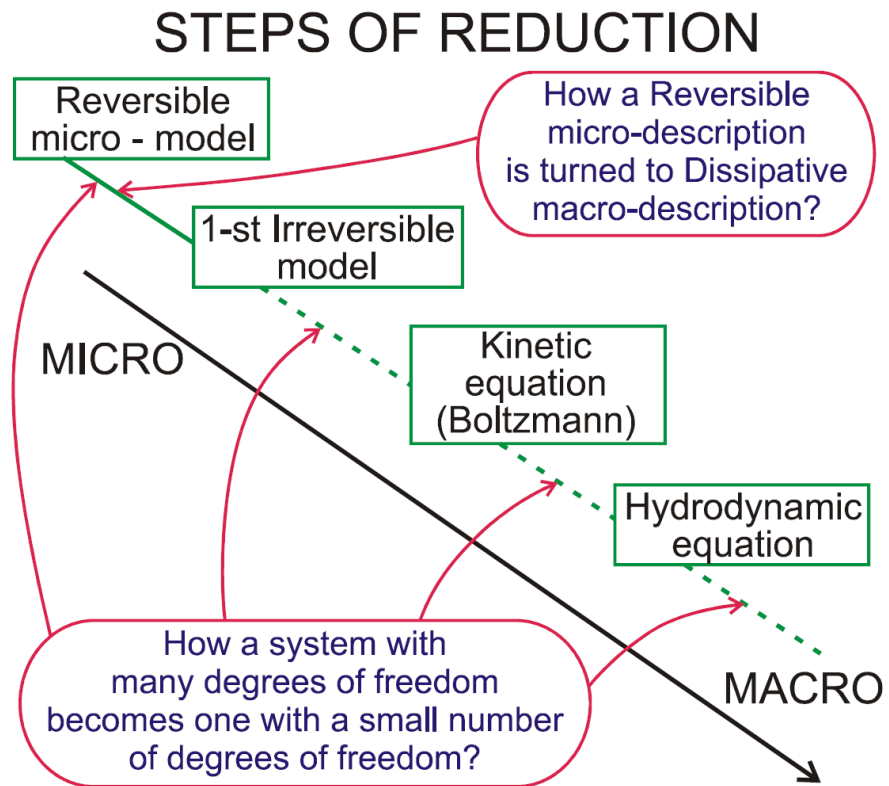 STEPS OF REDUCTION
Reversible
micro - model
How a Reversible
micro-description
is turned to Dissipative
macro-description?
1-st Irreversible
model
MICRO
Kinetic
equation
(Boltzmann)
Hydrodynamic
equation
How a system with
many degrees of freedom
becomes one with a small number
of degrees of freedom?
MACRO